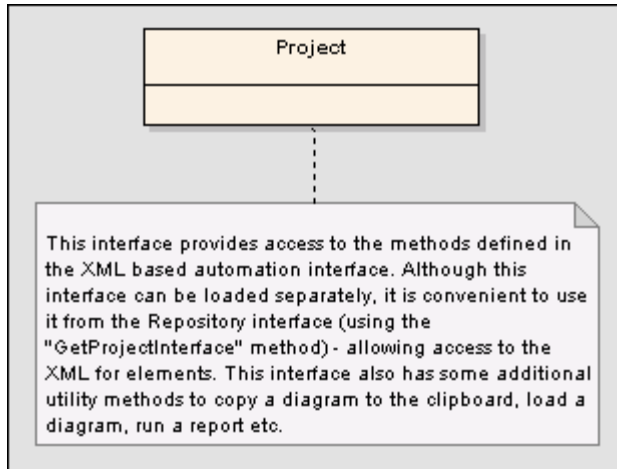 Project
This interface provides access to the methods defined in
the XML based automation interface. Although this
interface can be loaded separately, it is convenient to use
it from the Repository interface (using the
"GetProjectInterface" method) - allowing access to the
XML for elements. This interface also has some additional
utility methods to copy a diagram to the clipboard, load a
diagram, run a report etc.